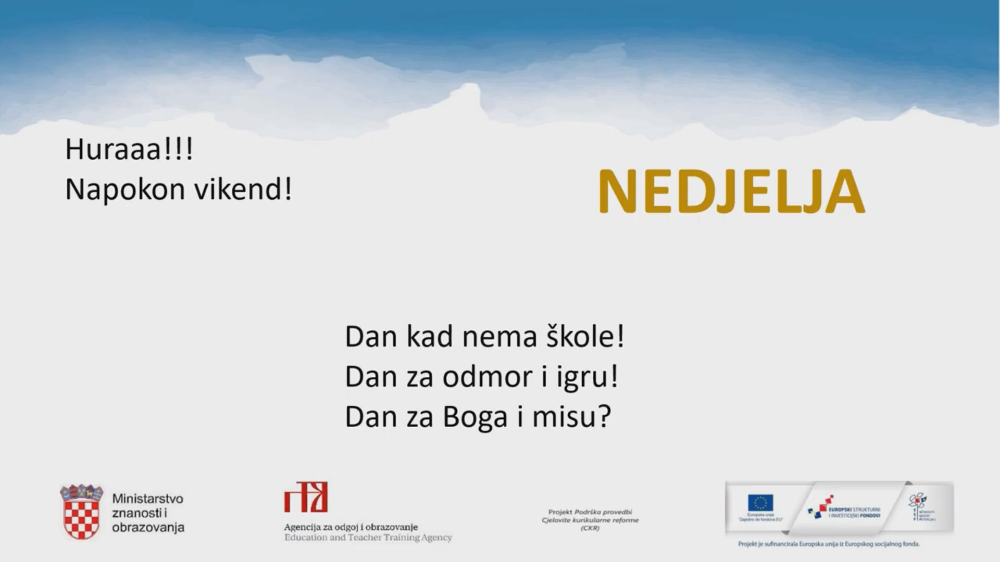 Huraaa!!!
Napokon vikend!
NEDJELJA
Dan kad nema škole!
Dan za odmor i igru!
Dan za Boga i misu?
Ministarstvo
znanosti i
obrazovanja
Agencija za odgoj i obrazovanje
Education and Teacher Training Agency
Projekt Podrška provedbi
Cjelovite kurikularne reforme
(CKR)
Europska unija
"Zajedno do fondova EU"
EUROPSKI STRUKTURNI
I INVESTICIJSKI FONDOVI
Projekt je sufinancirala Europska unija iz Europskog socijalnog fonda.